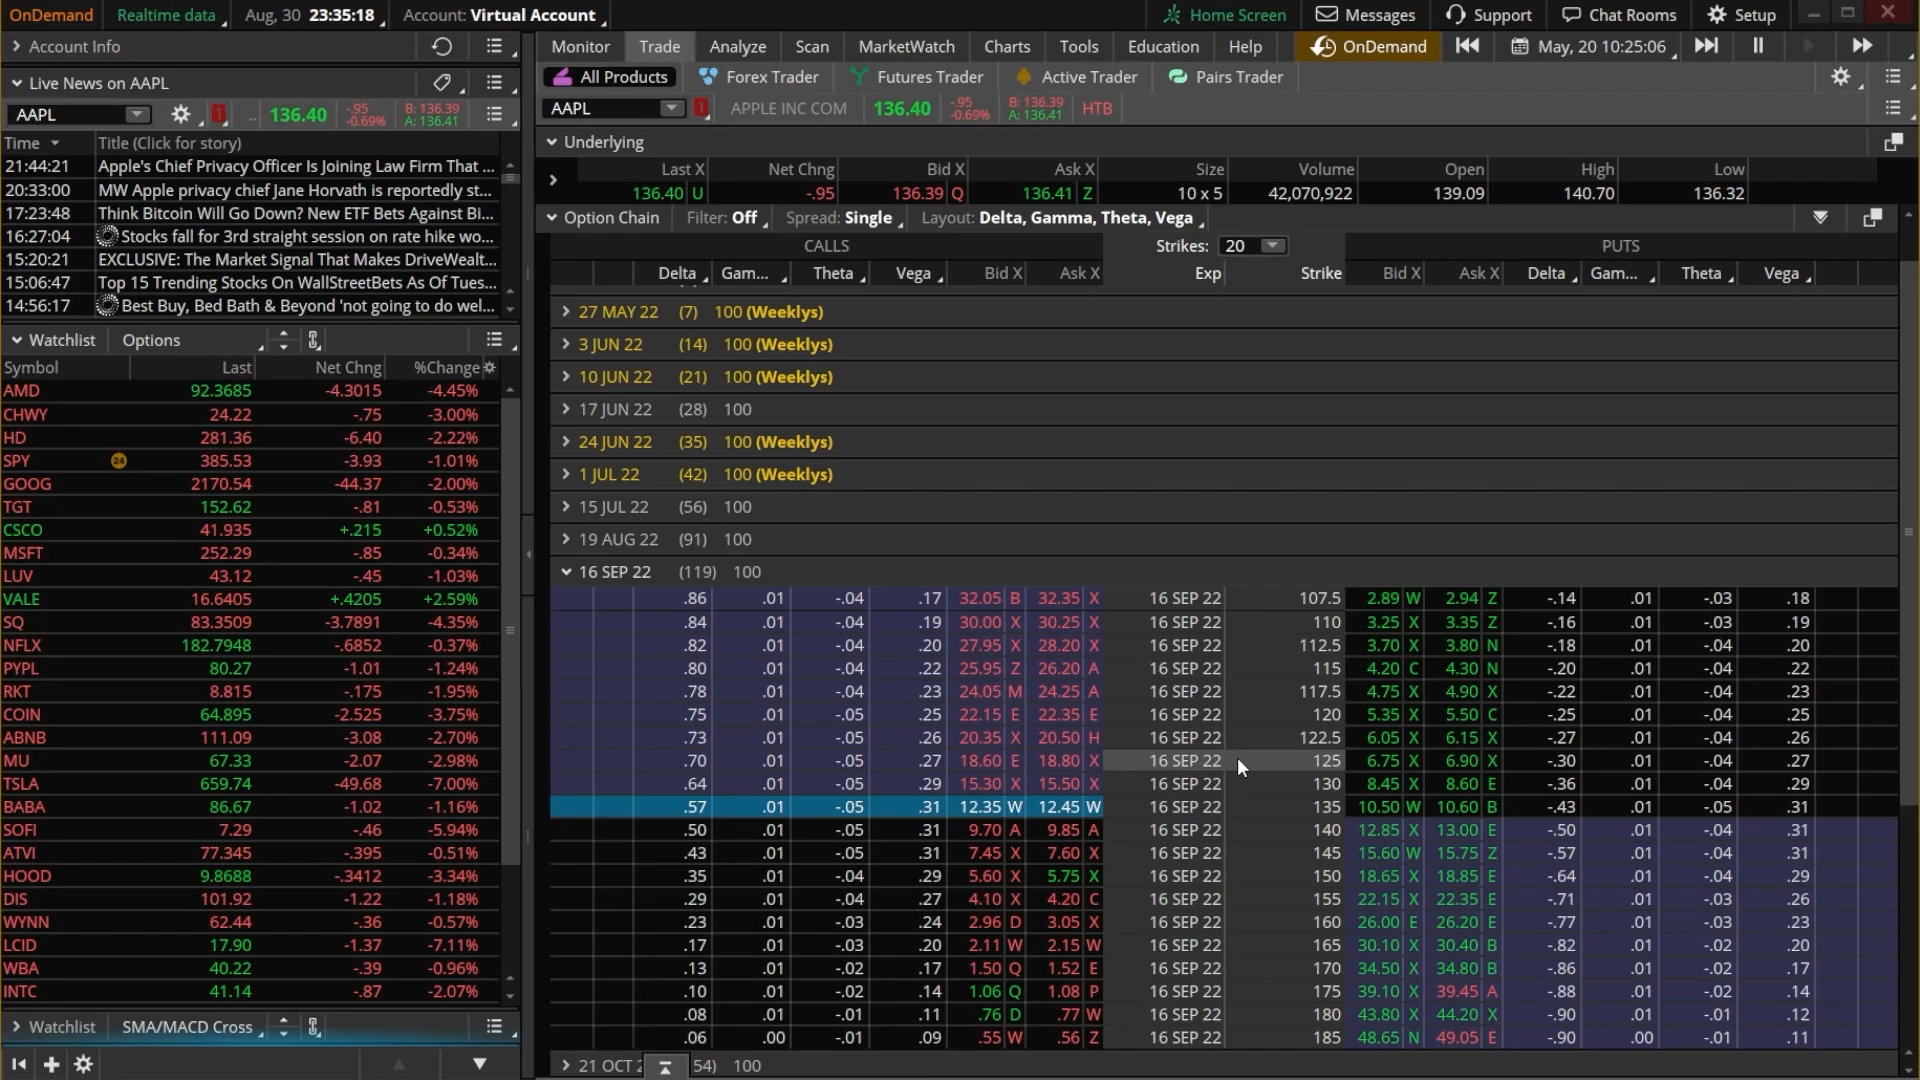 OnDemand Realtime data Aug, 30 23:35:18 Account: Virtual Account Home Screen Messages Support Chat Rooms Setup
Account Info
Live News on AAPL
AAPL 1 ... 136.40 -.95 -0.69% B: 136.39 A: 136.41
Time Title (Click for story)
21:44:21 Apple's Chief Privacy Officer Is Joining Law Firm That ...
20:33:00 MW Apple privacy chief Jane Horvath is reportedly st...
17:23:48 Think Bitcoin Will Go Down? New ETF Bets Against Bi...
16:27:04 Stocks fall for 3rd straight session on rate hike wo...
15:20:21 EXCLUSIVE: The Market Signal That Makes DriveWealt...
15:06:47 Top 15 Trending Stocks On WallStreetBets As Of Tues...
14:56:17 Best Buy, Bed Bath & Beyond 'not going to do wel...
Watchlist Options
Symbol Last Net Chng %Change
AMD 92.3685 -4.3015 -4.45%
CHWY 24.22 -.75 -3.00%
HD 281.36 -6.40 -2.22%
SPY 24 385.53 -3.93 -1.01%
GOOG 2170.54 -44.37 -2.00%
TGT 152.62 -.81 -0.53%
CSCO 41.935 +.215 +0.52%
MSFT 252.29 -.85 -0.34%
LUV 43.12 -.45 -1.03%
VALE 16.6405 +.4205 +2.59%
SQ 83.3509 -3.7891 -4.35%
NFLX 182.7948 -.6852 -0.37%
PYPL 80.27 -1.01 -1.24%
RKT 8.815 -.175 -1.95%
COIN 64.895 -2.525 -3.75%
ABNB 111.09 -3.08 -2.70%
MU 67.33 -2.07 -2.98%
TSLA 659.74 -49.68 -7.00%
BABA 86.67 -1.02 -1.16%
SOFI 7.29 -.46 -5.94%
ATVI 77.345 -.395 -0.51%
HOOD 9.8688 -.3412 -3.34%
DIS 101.92 -1.22 -1.18%
WYNN 62.44 -.36 -0.57%
LCID 17.90 -1.37 -7.11%
WBA 40.22 -.39 -0.96%
INTC 41.14 -.87 -2.07%
Watchlist SMA/MACD Cross
Monitor Trade Analyze Scan MarketWatch Charts Tools Education Help OnDemand May, 20 10:25:06
All Products Forex Trader Futures Trader Active Trader Pairs Trader
AAPL 1 APPLE INC COM 136.40 -.95 -0.69% B: 136.39 A: 136.41 HTB
Underlying
Last X Net Chng Bid X Ask X Size Volume Open High Low
136.40 U -.95 136.39 Q 136.41 Z 10 x 5 42,070,922 139.09 140.70 136.32
Option Chain Filter: Off Spread: Single Layout: Delta, Gamma, Theta, Vega
CALLS Strikes: 20 PUTS
Delta Gam... Theta Vega Bid X Ask X Exp Strike Bid X Ask X Delta Gam... Theta Vega
27 MAY 22 (7) 100 (Weeklys)
3 JUN 22 (14) 100 (Weeklys)
10 JUN 22 (21) 100 (Weeklys)
17 JUN 22 (28) 100
24 JUN 22 (35) 100 (Weeklys)
1 JUL 22 (42) 100 (Weeklys)
15 JUL 22 (56) 100
19 AUG 22 (91) 100
16 SEP 22 (119) 100
.86 .01 -.04 .17 32.05 B 32.35 X 16 SEP 22 107.5 2.89 W 2.94 Z -.14 .01 -.03 .18
.84 .01 -.04 .19 30.00 X 30.25 X 16 SEP 22 110 3.25 X 3.35 Z -.16 .01 -.03 .19
.82 .01 -.04 .20 27.95 X 28.20 X 16 SEP 22 112.5 3.70 X 3.80 N -.18 .01 -.04 .20
.80 .01 -.04 .22 25.95 Z 26.20 A 16 SEP 22 115 4.20 C 4.30 N -.20 .01 -.04 .22
.78 .01 -.04 .23 24.05 M 24.25 A 16 SEP 22 117.5 4.75 X 4.90 X -.22 .01 -.04 .23
.75 .01 -.05 .25 22.15 E 22.35 E 16 SEP 22 120 5.35 X 5.50 C -.25 .01 -.04 .25
.73 .01 -.05 .26 20.35 X 20.50 H 16 SEP 22 122.5 6.05 X 6.15 X -.27 .01 -.04 .26
.70 .01 -.05 .27 18.60 E 18.80 X 16 SEP 22 125 6.75 X 6.90 X -.30 .01 -.04 .27
.64 .01 -.05 .29 15.30 X 15.50 X 16 SEP 22 130 8.45 X 8.60 E -.36 .01 -.04 .29
.57 .01 -.05 .31 12.35 W 12.45 W 16 SEP 22 135 10.50 W 10.60 B -.43 .01 -.05 .31
.50 .01 -.05 .31 9.70 A 9.85 A 16 SEP 22 140 12.85 X 13.00 E -.50 .01 -.04 .31
.43 .01 -.05 .31 7.45 X 7.60 X 16 SEP 22 145 15.60 W 15.75 Z -.57 .01 -.04 .31
.35 .01 -.04 .29 5.60 X 5.75 X 16 SEP 22 150 18.65 X 18.85 E -.64 .01 -.04 .29
.29 .01 -.04 .27 4.10 X 4.20 C 16 SEP 22 155 22.15 X 22.35 E -.71 .01 -.03 .26
.23 .01 -.03 .24 2.96 D 3.05 X 16 SEP 22 160 26.00 E 26.20 E -.77 .01 -.03 .23
.17 .01 -.03 .20 2.11 W 2.15 W 16 SEP 22 165 30.10 X 30.40 B -.82 .01 -.02 .20
.13 .01 -.02 .17 1.50 Q 1.52 E 16 SEP 22 170 34.50 X 34.80 B -.86 .01 -.02 .17
.10 .01 -.02 .14 1.06 Q 1.08 P 16 SEP 22 175 39.10 X 39.45 A -.88 .01 -.02 .14
.08 .01 -.01 .11 .76 D .77 W 16 SEP 22 180 43.80 X 44.20 X -.90 .01 -.01 .12
.06 .00 -.01 .09 .55 W .56 Z 16 SEP 22 185 48.65 N 49.05 E -.90 .00 -.01 .11
21 OCT 2 54) 100